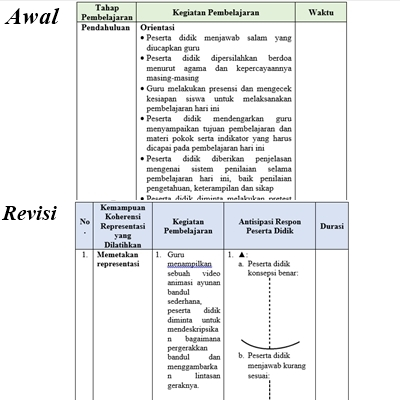 Awal
Tahap Pembelajaran
Kegiatan Pembelajaran
Waktu
Pendahuluan
Orientasi
• Peserta didik menjawab salam yang
diucapkan guru
• Peserta didik dipersilahkan berdoa
menurut agama dan kepercayaannya
masing-masing
• Guru melakukan presensi dan mengecek
kesiapan siswa untuk melaksanakan
pembelajaran hari ini
• Peserta didik mendengarkan guru
menyampaikan tujuan pembelajaran dan
materi pokok serta indikator yang harus
dicapai pada pembelajaran hari ini
• Peserta didik diberikan penjelasan
mengenai sistem penilaian selama
pembelajaran hari ini, baik penilaian
pengetahuan, keterampilan dan sikap
• Peserta didik diminta melakukan pretest
Revisi
No
.
Kemampuan
Koherensi
Representasi
yang
Dilatihkan
Kegiatan
Pembelajaran
Antisipasi Respon
Peserta Didik
Durasi
1. Memetakan
representasi
1. Guru
menampilkan
sebuah video
animasi ayunan
bandul
sederhana,
peserta didik
diminta untuk
mendeskripsika
n bagaimana
pergerakkan
bandul dan
menggambarka
n lintasan
geraknya.
1. ▲:
a. Peserta didik
konsepsi benar:
b. Peserta didik
menjawab kurang
sesuai: